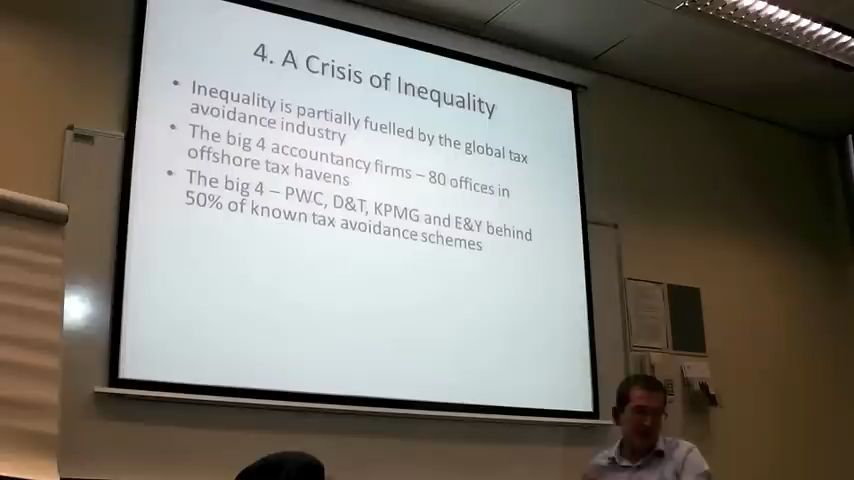 4. A Crisis of Inequality
• Inequality is partially fuelled by the global tax
avoidance industry
• The big 4 accountancy firms – 80 offices in
offshore tax havens
• The big 4 – PWC, D&T, KPMG and E&Y behind
50% of known tax avoidance schemes